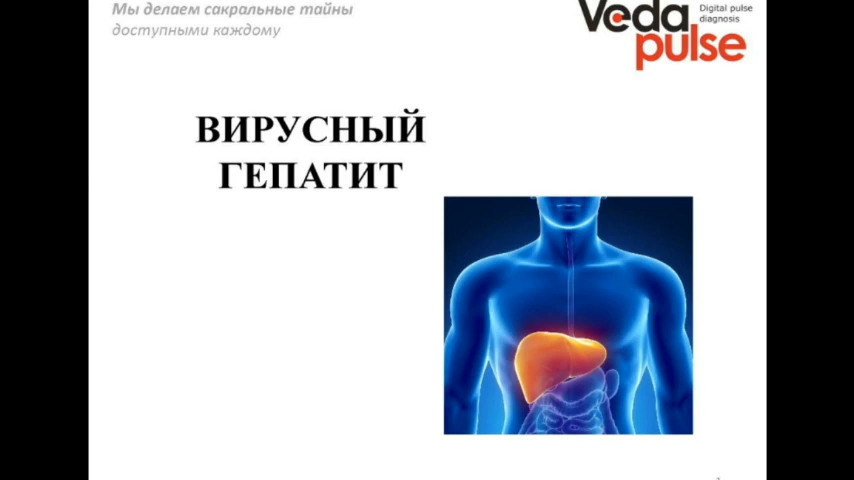 Мы делаем сакральные тайны
доступными каждому
Veda
pulse
Digital pulse
diagnosis
ВИРУСНЫЙ
ГЕПАТИТ